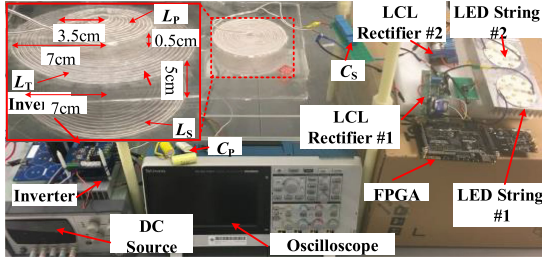 L_P
3.5cm
0.5cm
7cm
L_T
5cm
Inver
7cm
L_S
C_S
LCL
Rectifier #2
LED String
#2
LCL
Rectifier #1
C_P
Inverter
FPGA
LED String
#1
DC
Source
Oscilloscope
Tektronix